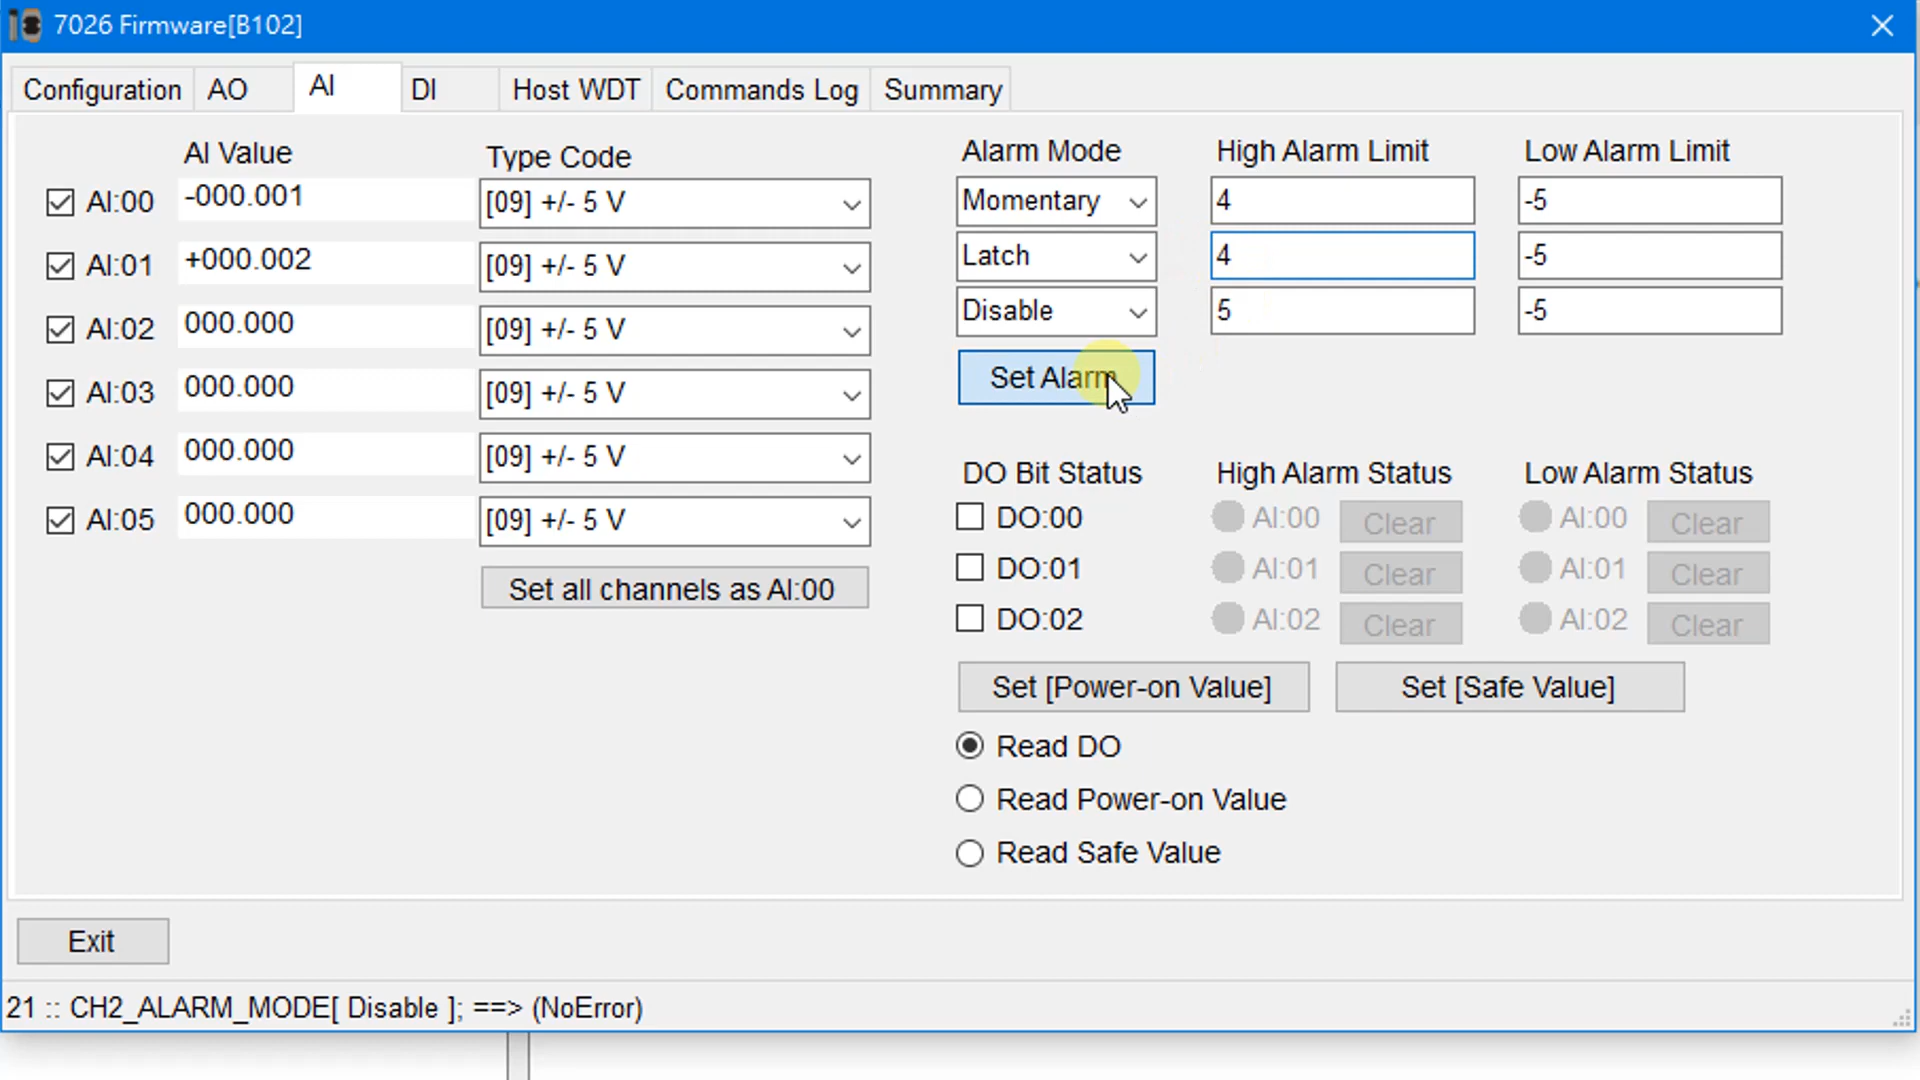 7026 Firmware[B102]
Configuration AO AI DI Host WDT Commands Log Summary
AI Value Type Code Alarm Mode High Alarm Limit Low Alarm Limit
AI:00 -000.001 [09] +/- 5 V Momentary 4 -5
AI:01 +000.002 [09] +/- 5 V Latch 4 -5
AI:02 000.000 [09] +/- 5 V Disable 5 -5
AI:03 000.000 [09] +/- 5 V Set Alarm
AI:04 000.000 [09] +/- 5 V DO Bit Status High Alarm Status Low Alarm Status
AI:05 000.000 [09] +/- 5 V DO:00 AI:00 Clear AI:00 Clear
Set all channels as AI:00 DO:01 AI:01 Clear AI:01 Clear
DO:02 AI:02 Clear AI:02 Clear
Set [Power-on Value] Set [Safe Value]
Read DO
Read Power-on Value
Read Safe Value
Exit
21 :: CH2_ALARM_MODE[ Disable ]; ==> (NoError)